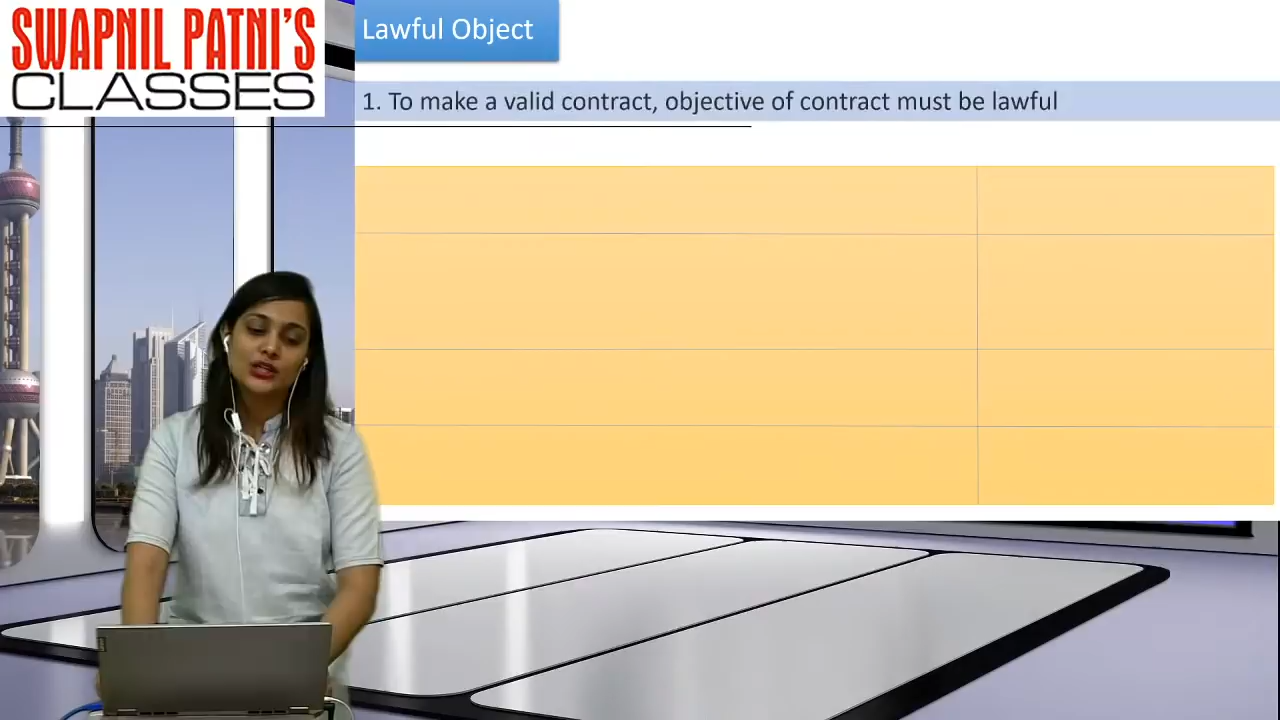 SWAPNIL PATNI'S
CLASSES
Lawful Object
1. To make a valid contract, objective of contract must be lawful